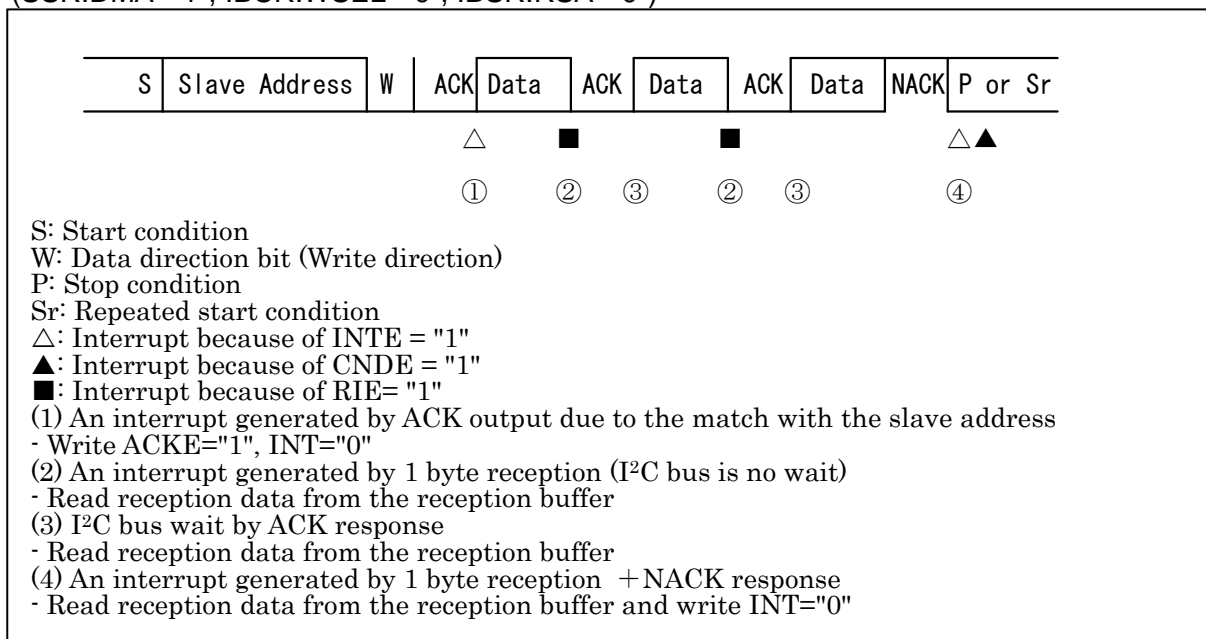 S Slave Address W ACK Data ACK Data ACK Data NACK P or Sr
△ ■ ■ △▲
① ② ③ ② ③ ④
S: Start condition
W: Data direction bit (Write direction)
P: Stop condition
Sr: Repeated start condition
△: Interrupt because of INTE = "1"
▲: Interrupt because of CNDE = "1"
■: Interrupt because of RIE= "1"
(1) An interrupt generated by ACK output due to the match with the slave address
- Write ACKE="1", INT="0"
(2) An interrupt generated by 1 byte reception (I²C bus is no wait)
- Read reception data from the reception buffer
(3) I²C bus wait by ACK response
- Read reception data from the reception buffer
(4) An interrupt generated by 1 byte reception ＋NACK response
- Read reception data from the reception buffer and write INT="0"